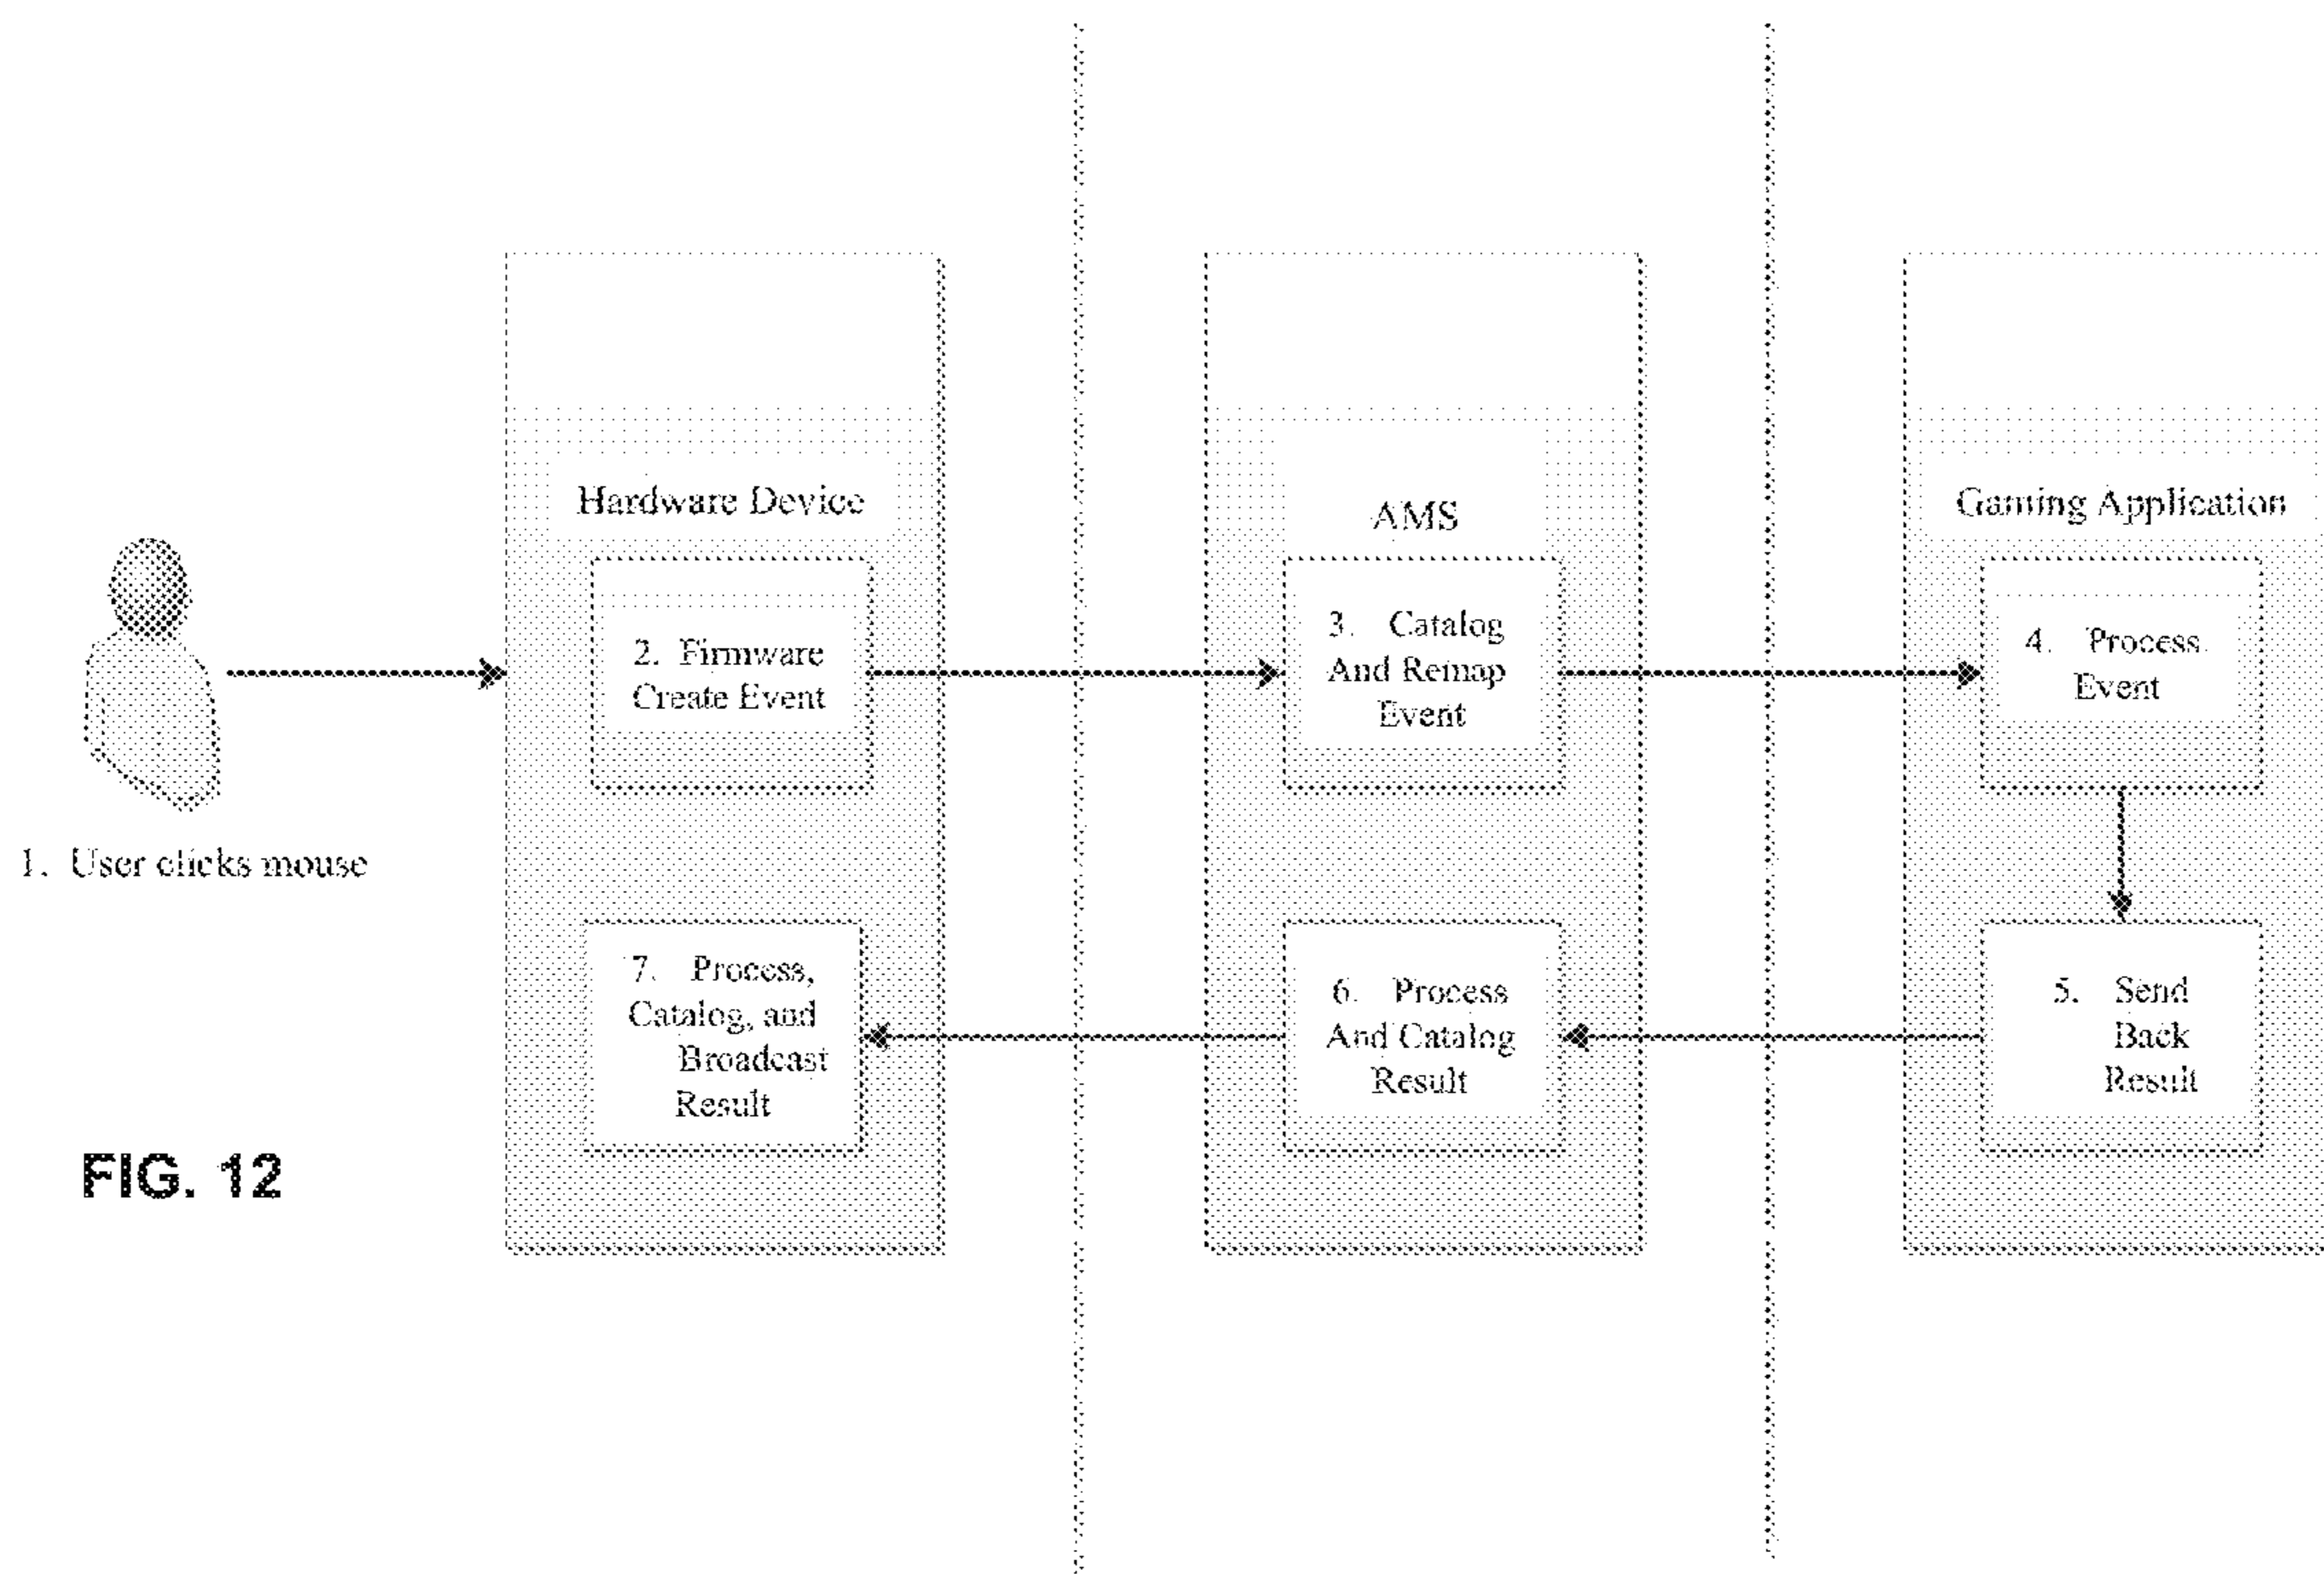 Hardware Device
AMS
Gaming Application
1. User clicks mouse
2. Firmware
Create Event
3. Catalog
And Remap
Event
4. Process
Event
5. Send
Back
Result
6. Process
And Catalog
Result
7. Process,
Catalog, and
Broadcast
Result
FIG. 12